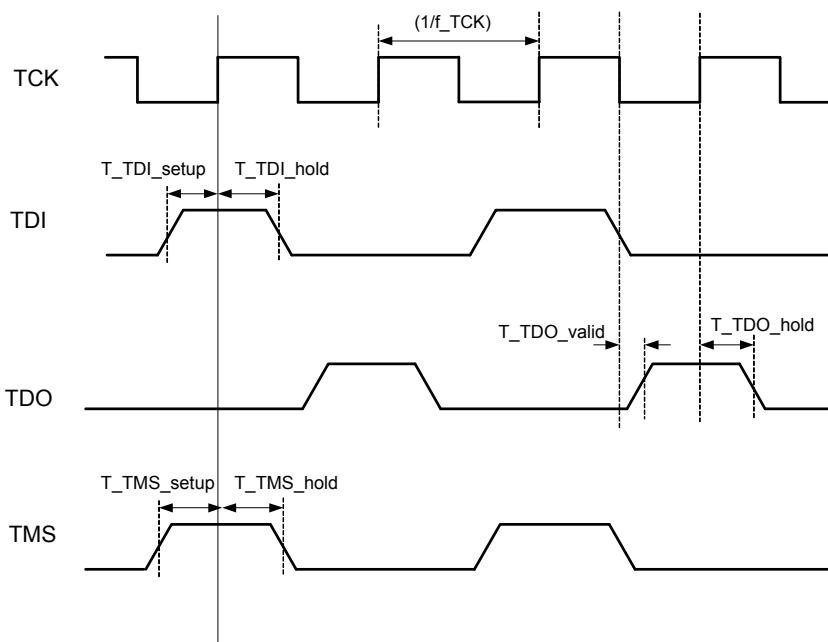 (1/f_TCK)
TCK
T_TDI_setup T_TDI_hold
TDI
T_TDO_valid T_TDO_hold
TDO
T_TMS_setup T_TMS_hold
TMS